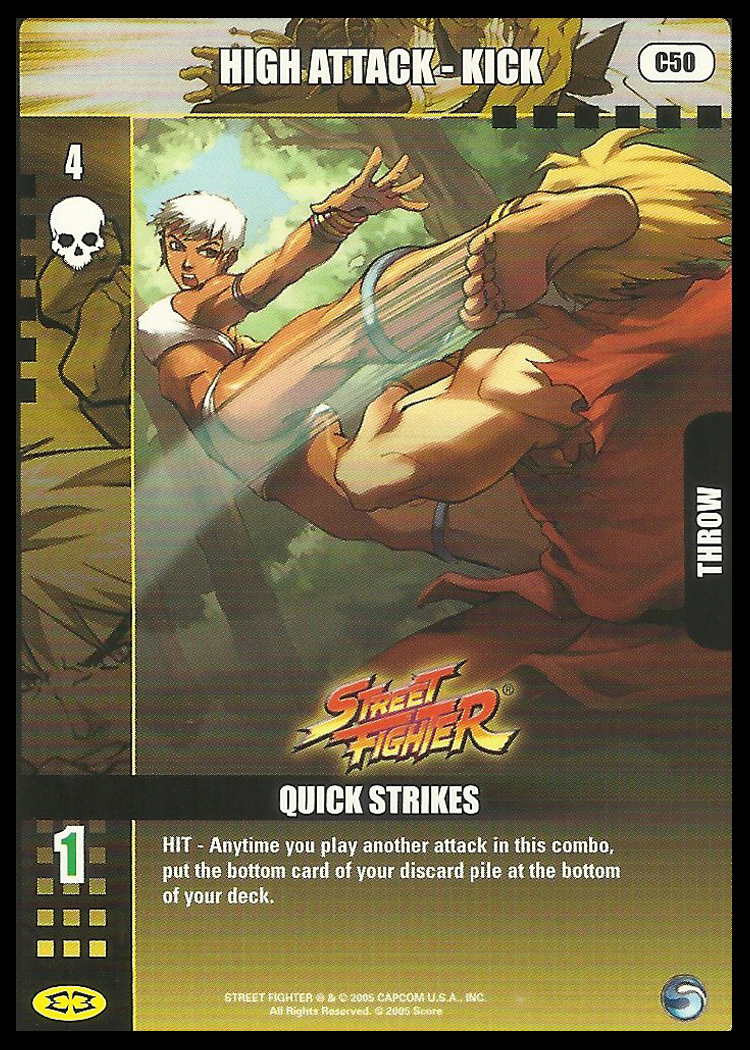 HIGH ATTACK - KICK
C50
4
THROW
STREET
FIGHTER®
QUICK STRIKES
1
HIT - Anytime you play another attack in this combo,
put the bottom card of your discard pile at the bottom
of your deck.
STREET FIGHTER ® & © 2005 CAPCOM U.S.A., INC.
All Rights Reserved. © 2005 Score